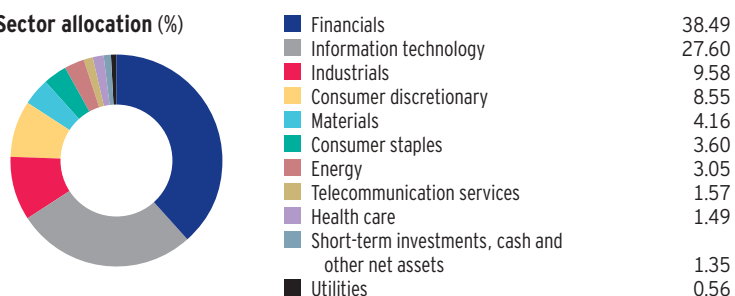 Sector allocation (%)
Financials 38.49
Information technology 27.60
Industrials 9.58
Consumer discretionary 8.55
Materials 4.16
Consumer staples 3.60
Energy 3.05
Telecommunication services 1.57
Health care 1.49
Short-term investments, cash and
other net assets 1.35
Utilities 0.56